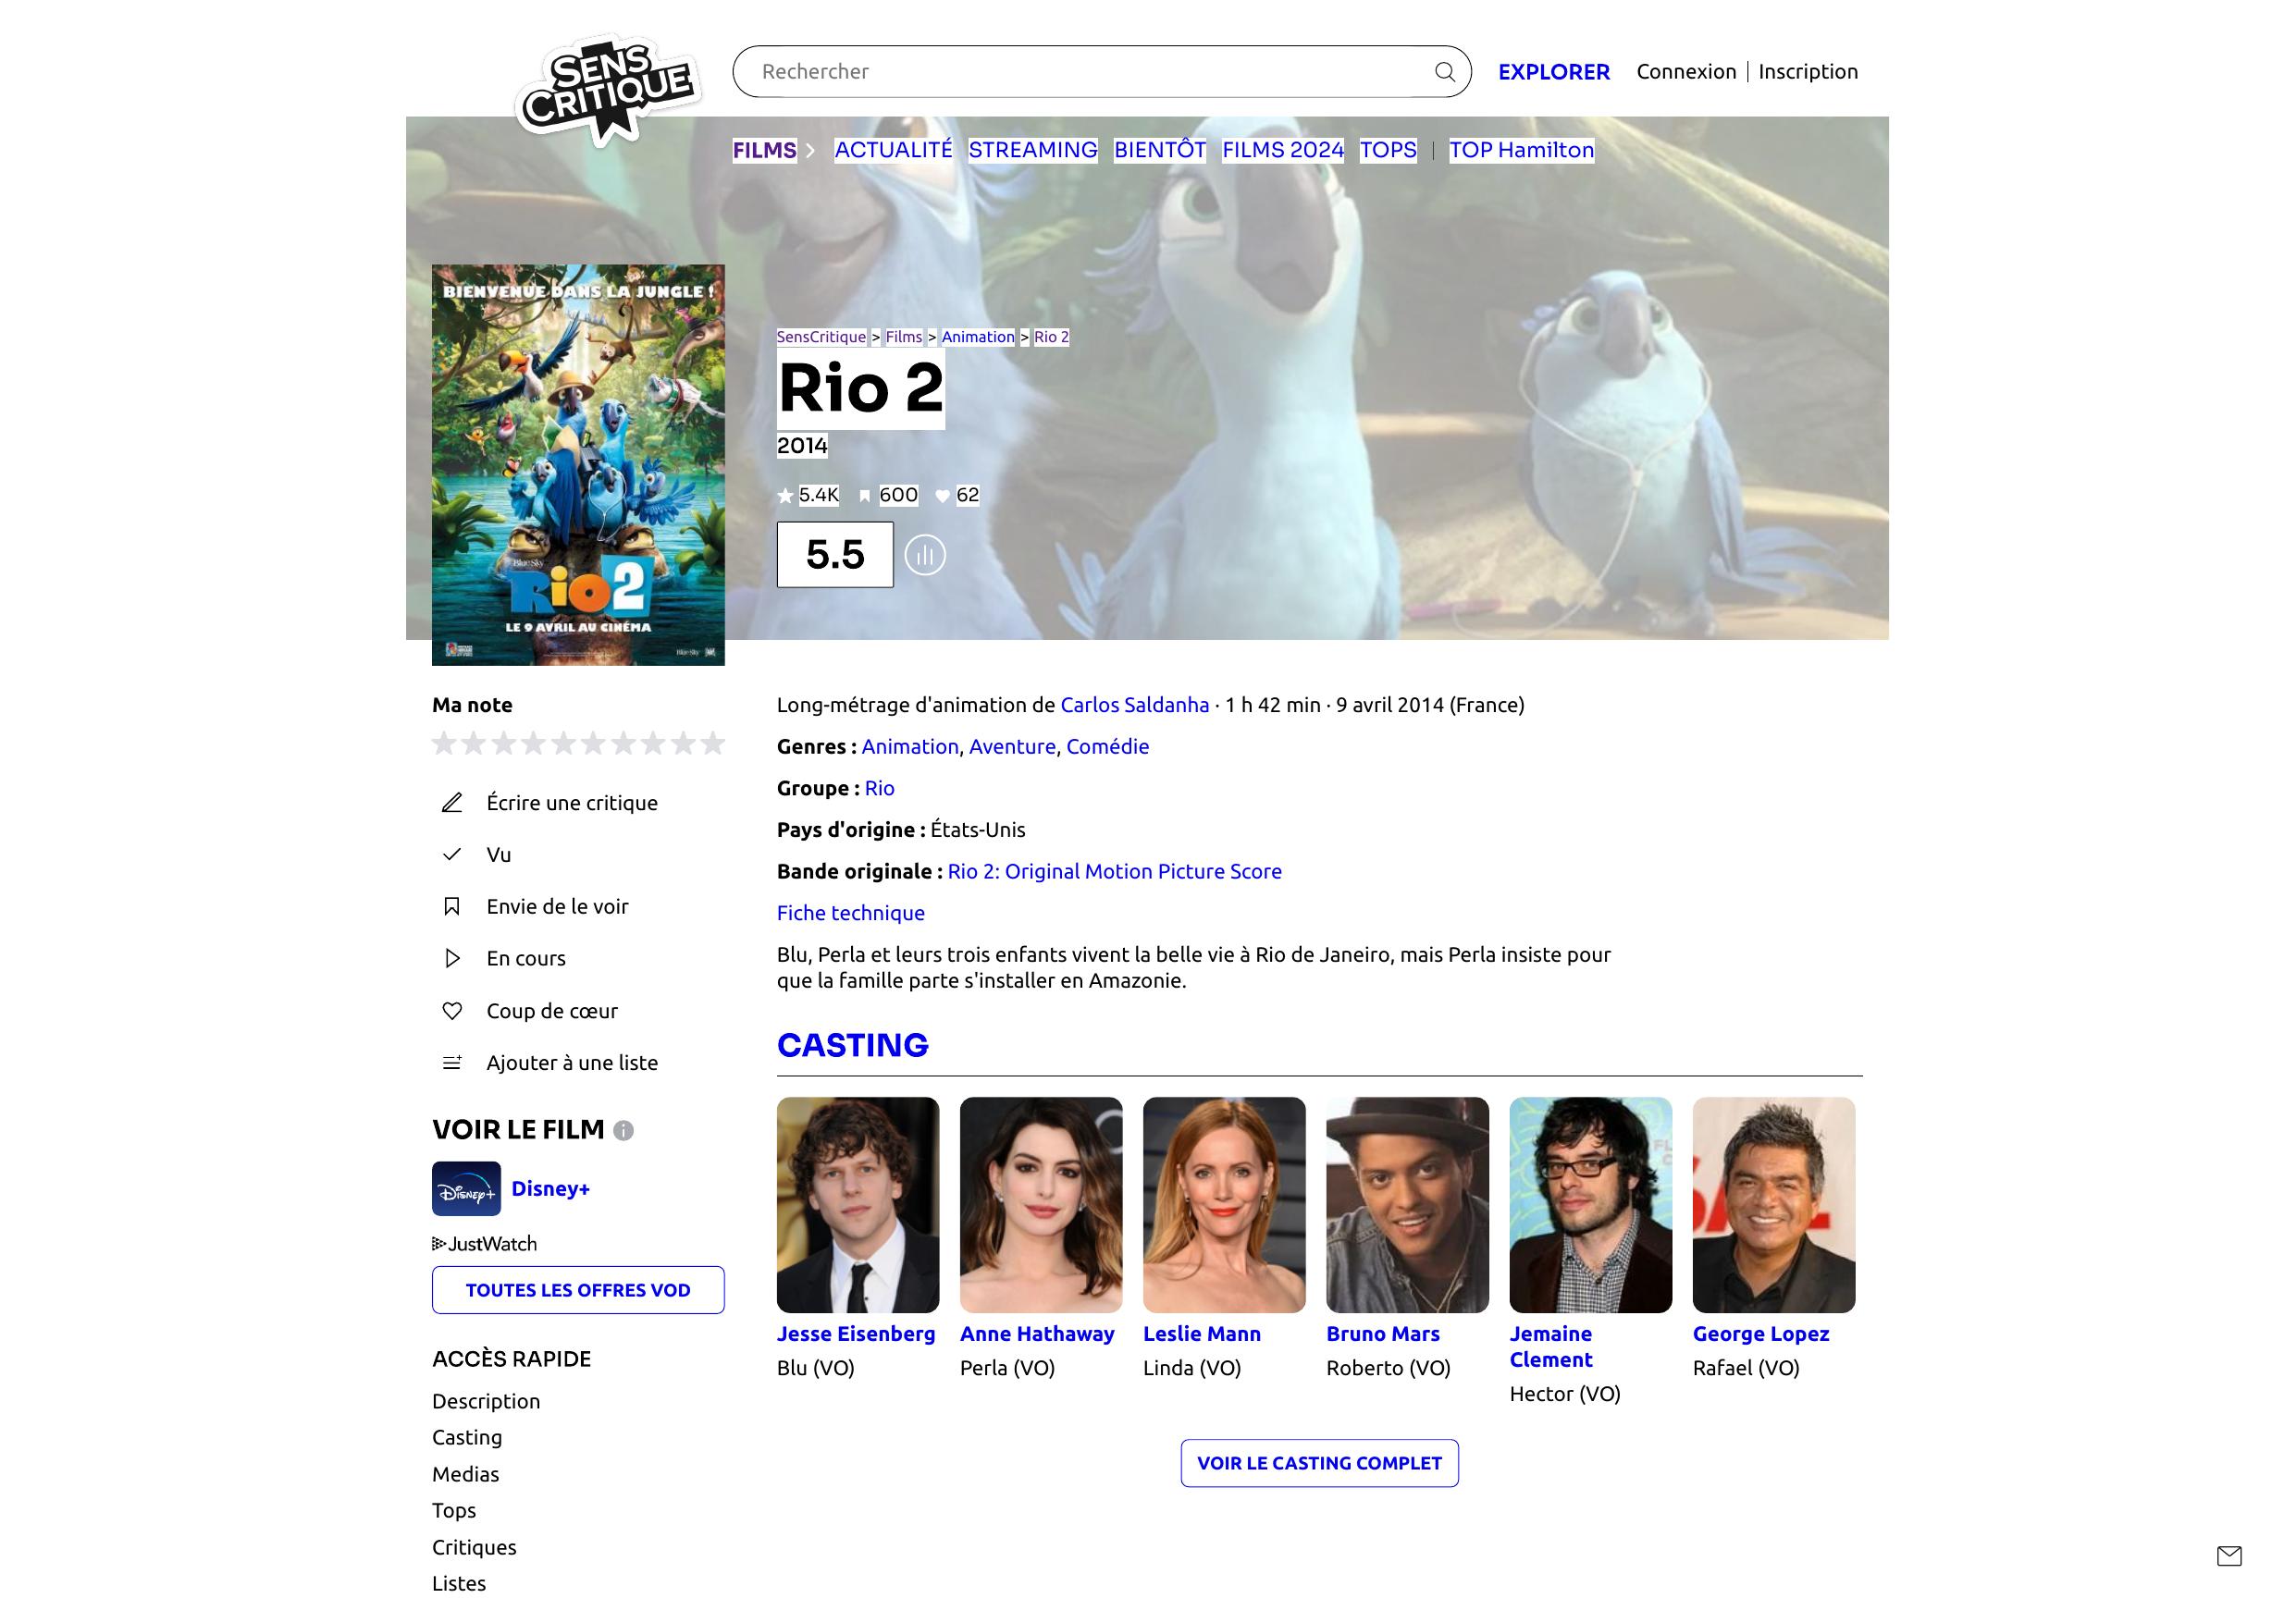 SENS
CRITIQUE
Rechercher
EXPLORER
Connexion | Inscription
FILMS
ACTUALITÉ
STREAMING
BIENTÔT
FILMS 2024
TOPS
TOP Hamilton
BIENVENUE DANS LA JUNGLE !
BlueSky
Rio 2
LE 9 AVRIL AU CINÉMA
SensCritique > Films > Animation > Rio 2
Rio 2
2014
5.4K 600 62
5.5
Ma note
Écrire une critique
Vu
Envie de le voir
En cours
Coup de cœur
Ajouter à une liste
VOIR LE FILM
Disney+
Disney+
JustWatch
TOUTES LES OFFRES VOD
ACCÈS RAPIDE
Description
Casting
Medias
Tops
Critiques
Listes
Long-métrage d'animation de Carlos Saldanha · 1 h 42 min · 9 avril 2014 (France)
Genres : Animation, Aventure, Comédie
Groupe : Rio
Pays d'origine : États-Unis
Bande originale : Rio 2: Original Motion Picture Score
Fiche technique
Blu, Perla et leurs trois enfants vivent la belle vie à Rio de Janeiro, mais Perla insiste pour
que la famille parte s'installer en Amazonie.
CASTING
Jesse Eisenberg
Blu (VO)
Anne Hathaway
Perla (VO)
Leslie Mann
Linda (VO)
Bruno Mars
Roberto (VO)
Jemaine
Clement
Hector (VO)
George Lopez
Rafael (VO)
VOIR LE CASTING COMPLET